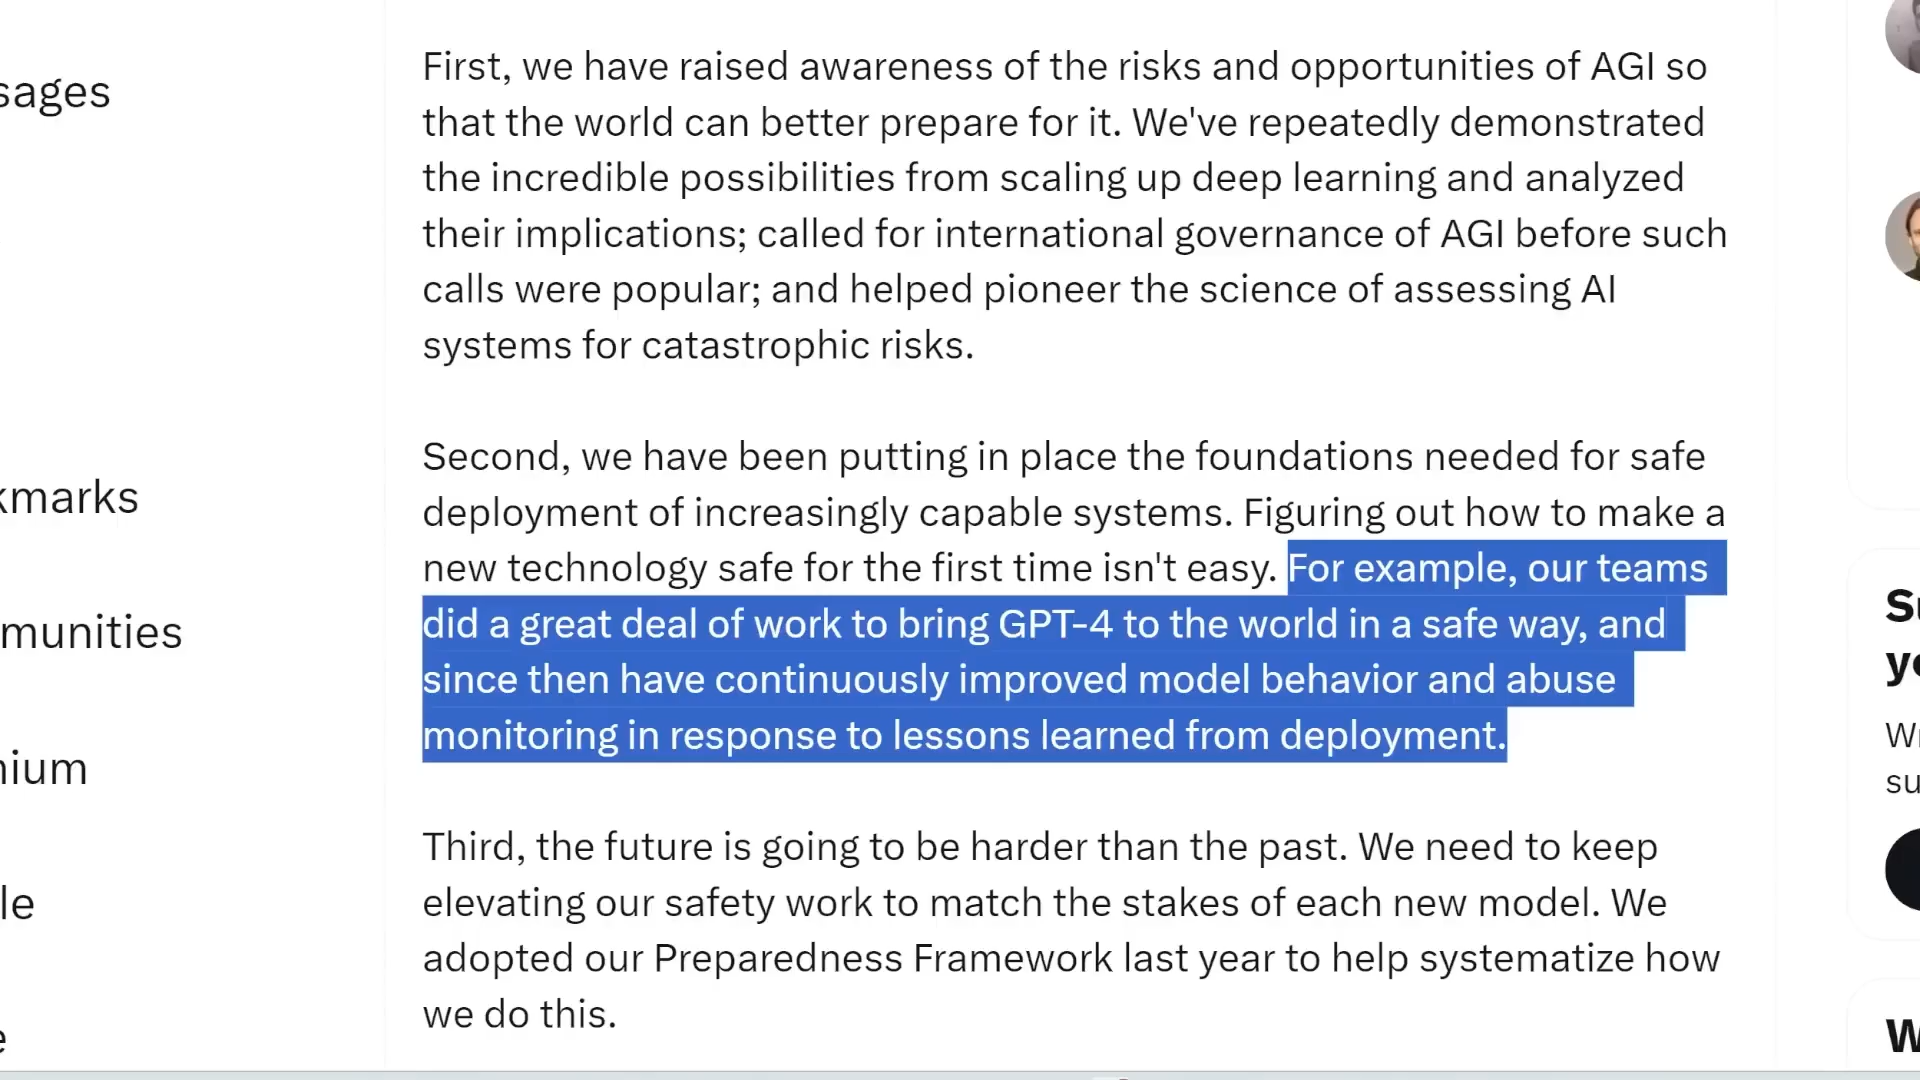 sages
kmarks
munities
nium
le
e
First, we have raised awareness of the risks and opportunities of AGI so
that the world can better prepare for it. We've repeatedly demonstrated
the incredible possibilities from scaling up deep learning and analyzed
their implications; called for international governance of AGI before such
calls were popular; and helped pioneer the science of assessing AI
systems for catastrophic risks.
Second, we have been putting in place the foundations needed for safe
deployment of increasingly capable systems. Figuring out how to make a
new technology safe for the first time isn't easy. For example, our teams
did a great deal of work to bring GPT-4 to the world in a safe way, and
since then have continuously improved model behavior and abuse
monitoring in response to lessons learned from deployment.
Third, the future is going to be harder than the past. We need to keep
elevating our safety work to match the stakes of each new model. We
adopted our Preparedness Framework last year to help systematize how
we do this.
su